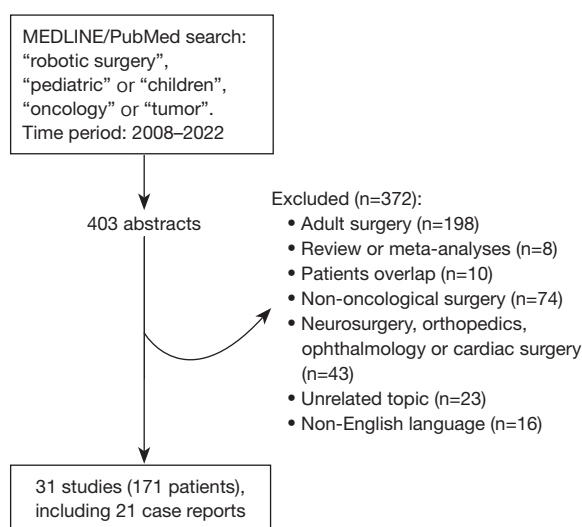 MEDLINE/PubMed search:
“robotic surgery”,
“pediatric” or “children”,
“oncology” or “tumor”.
Time period: 2008–2022
403 abstracts
Excluded (n=372):
• Adult surgery (n=198)
• Review or meta-analyses (n=8)
• Patients overlap (n=10)
• Non-oncological surgery (n=74)
• Neurosurgery, orthopedics,
ophthalmology or cardiac surgery
(n=43)
• Unrelated topic (n=23)
• Non-English language (n=16)
31 studies (171 patients),
including 21 case reports